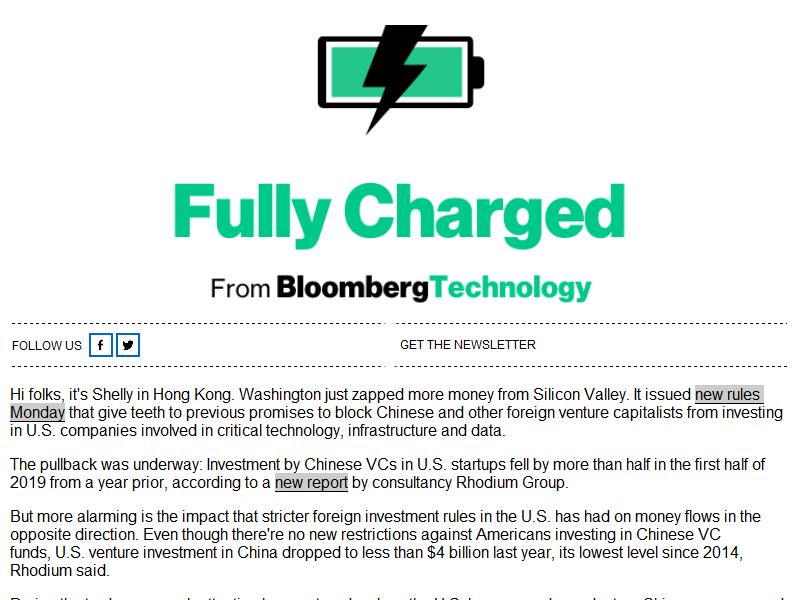 Fully Charged
From BloombergTechnology
FOLLOW US
GET THE NEWSLETTER
Hi folks, it's Shelly in Hong Kong. Washington just zapped more money from Silicon Valley. It issued new rules
Monday that give teeth to previous promises to block Chinese and other foreign venture capitalists from investing
in U.S. companies involved in critical technology, infrastructure and data.
The pullback was underway: Investment by Chinese VCs in U.S. startups fell by more than half in the first half of
2019 from a year prior, according to a new report by consultancy Rhodium Group.
But more alarming is the impact that stricter foreign investment rules in the U.S. has had on money flows in the
opposite direction. Even though there're no new restrictions against Americans investing in Chinese VC
funds, U.S. venture investment in China dropped to less than $4 billion last year, its lowest level since 2014,
Rhodium said.